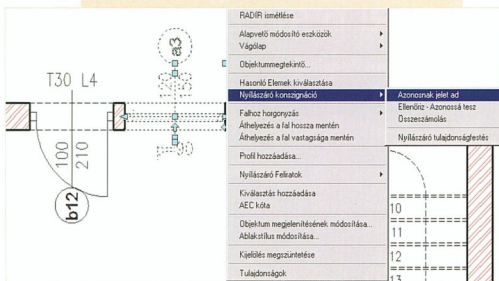 RADÍR ismétlése
Alapvető módosító eszközök
Vágólap
Objektummegtekintő...
Hasonló Elemek kiválasztása
Nyílászáró konszignáció
Azonosnak jelet ad
Ellenőriz - Azonossá tesz
Összeszámolás
Nyílászáró tulajdonságfestés
Falhoz horgonyzás
Áthelyezés a fal hossza mentén
Áthelyezés a fal vastagsága mentén
Profil hozzáadása...
Nyílászáró Feliratok
Kiválasztás hozzáadása
AEC kóta
Objektum megjelenítésének módosítása...
Ablakstílus módosítása...
Kijelölés megszüntetése
Tulajdonságok
a3
T30 L4
100
210
b12
10
11
12
13